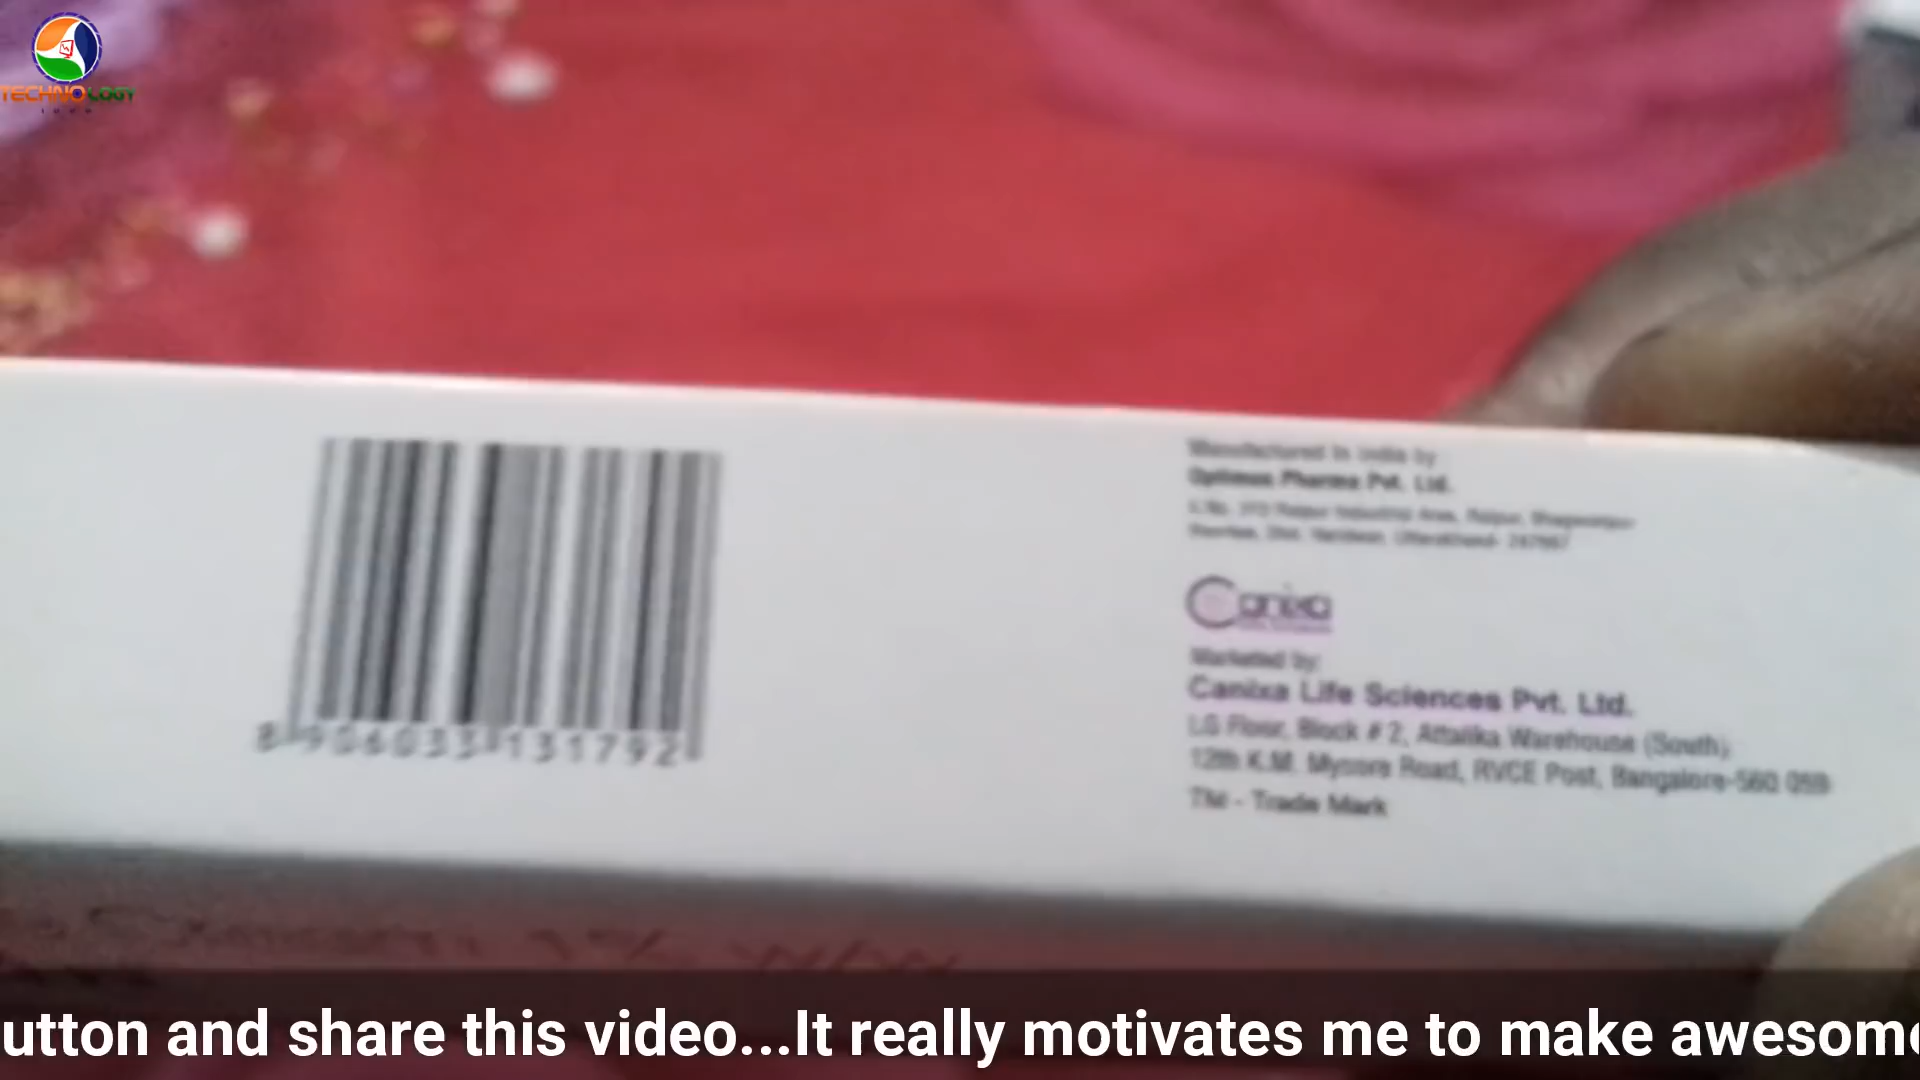 TECHNOLOGY
Manufactured in India by:
Optimus Pharma Pvt. Ltd.
Canixa
Marketed by:
Canixa Life Sciences Pvt. Ltd.
LG Floor, Block # 2, Attalika Warehouse (South),
12th K.M. Mysore Road, RVCE Post, Bangalore-560 059
TM - Trade Mark
8 906033 131792
utton and share this video...It really motivates me to make awesome